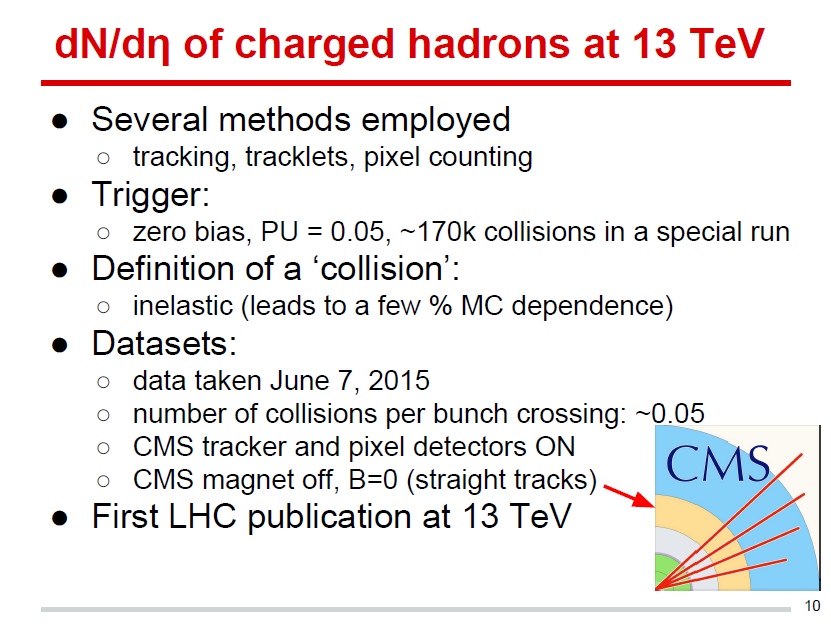 dN/dη of charged hadrons at 13 TeV
● Several methods employed
○ tracking, tracklets, pixel counting
● Trigger:
○ zero bias, PU = 0.05, ~170k collisions in a special run
● Definition of a ‘collision’:
○ inelastic (leads to a few % MC dependence)
● Datasets:
○ data taken June 7, 2015
○ number of collisions per bunch crossing: ~0.05
○ CMS tracker and pixel detectors ON
○ CMS magnet off, B=0 (straight tracks)
● First LHC publication at 13 TeV
CMS
10